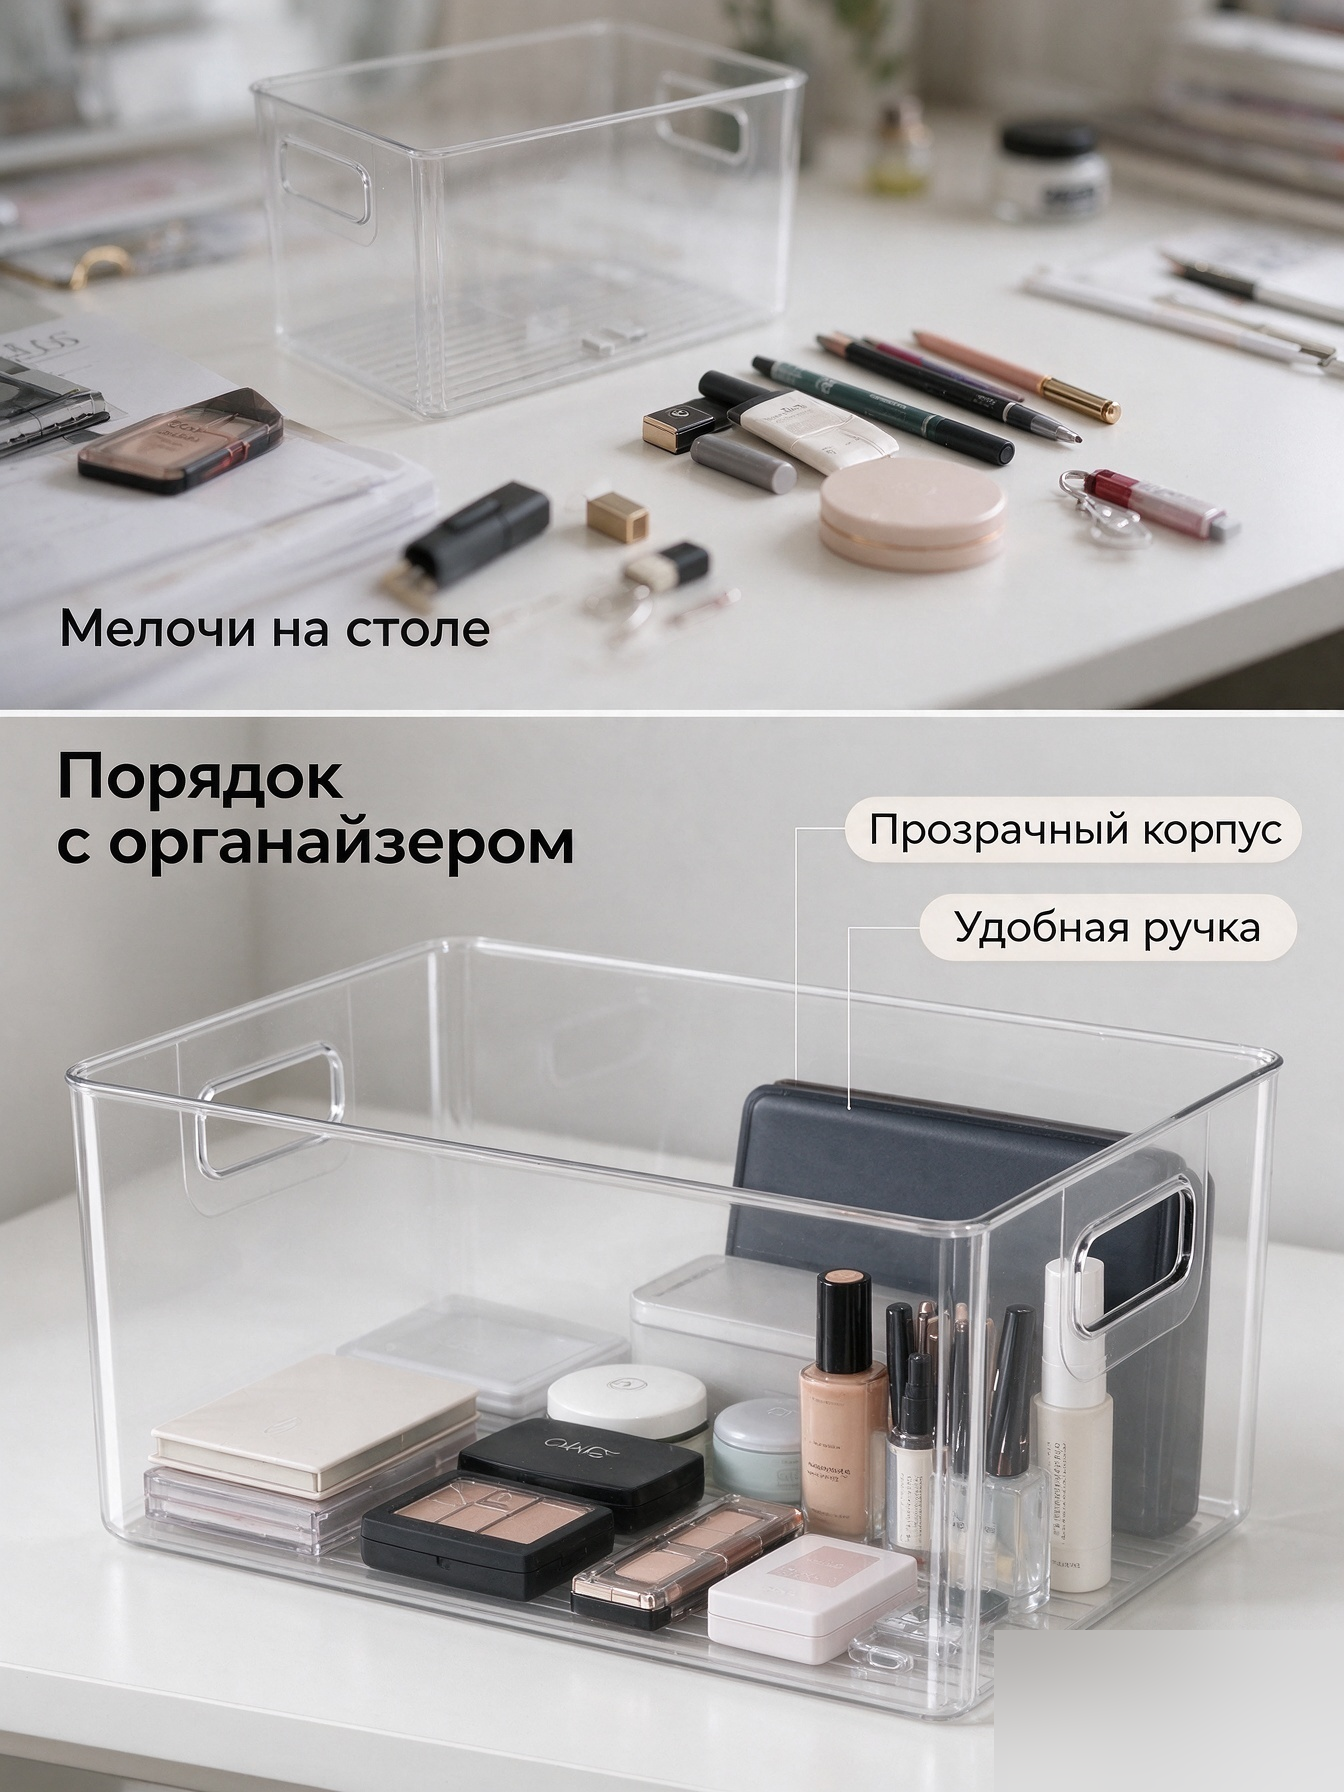 Мелочи на столе
Порядок
с органайзером
Прозрачный корпус
Удобная ручка